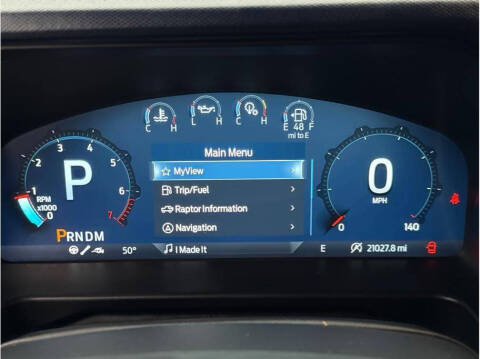 C H L H C H E 48 F
mi to E
Main Menu
MyView
Trip/Fuel
Raptor Information
Navigation
I Made It
1 2 3 4 5 6 7
P
RPM
x1000
0
PRNDM
50°
0
MPH
0 140
E 21027.8 mi